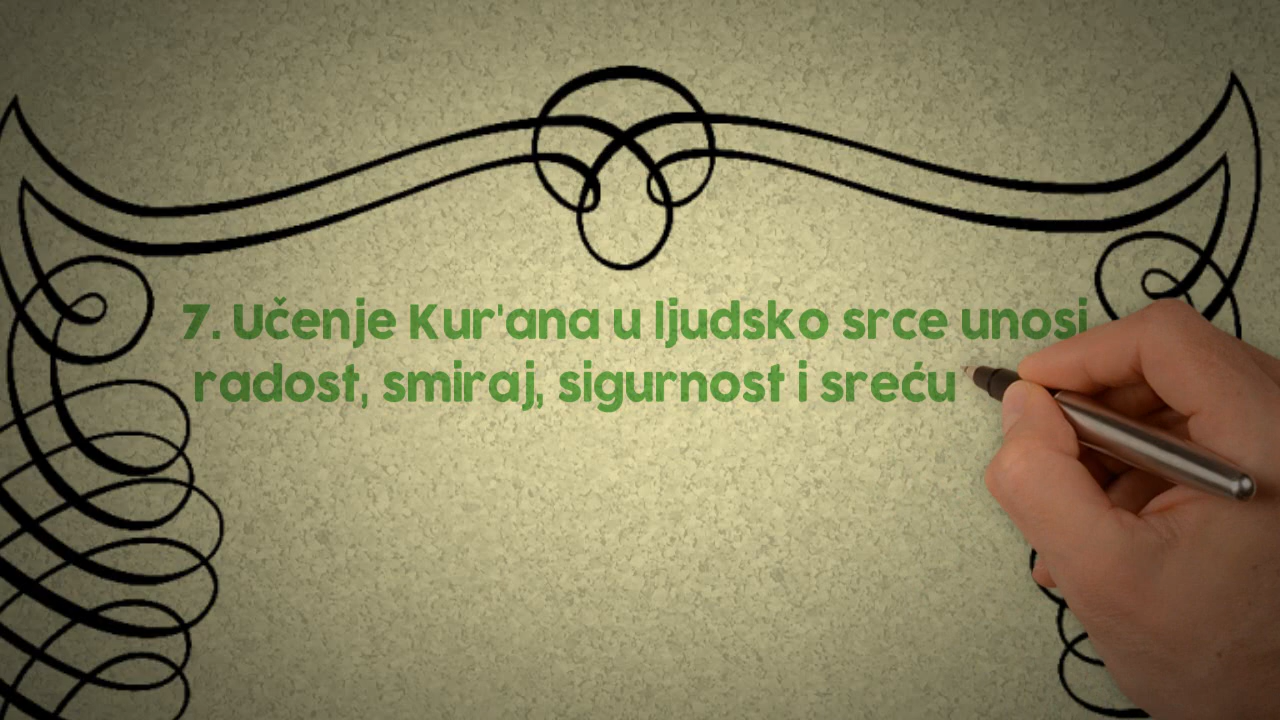 7. Učenje Kur'ana u ljudsko srce unosi
radost, smiraj, sigurnost i sreću